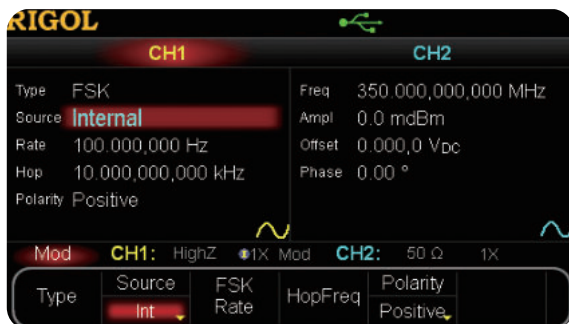 RIGOL
CH1 CH2
Type FSK
Source Internal
Rate 100.000,000 Hz
Hop 10.000,000,000 kHz
Polarity Positive
Freq 350.000,000,000 MHz
Ampl 0.0 mdBm
Offset 0.000,0 VDC
Phase 0.00 °
Mod CH1: HighZ 1X Mod CH2: 50 Ω 1X
Type
Source
Int
FSK
Rate
HopFreq
Polarity
Positive